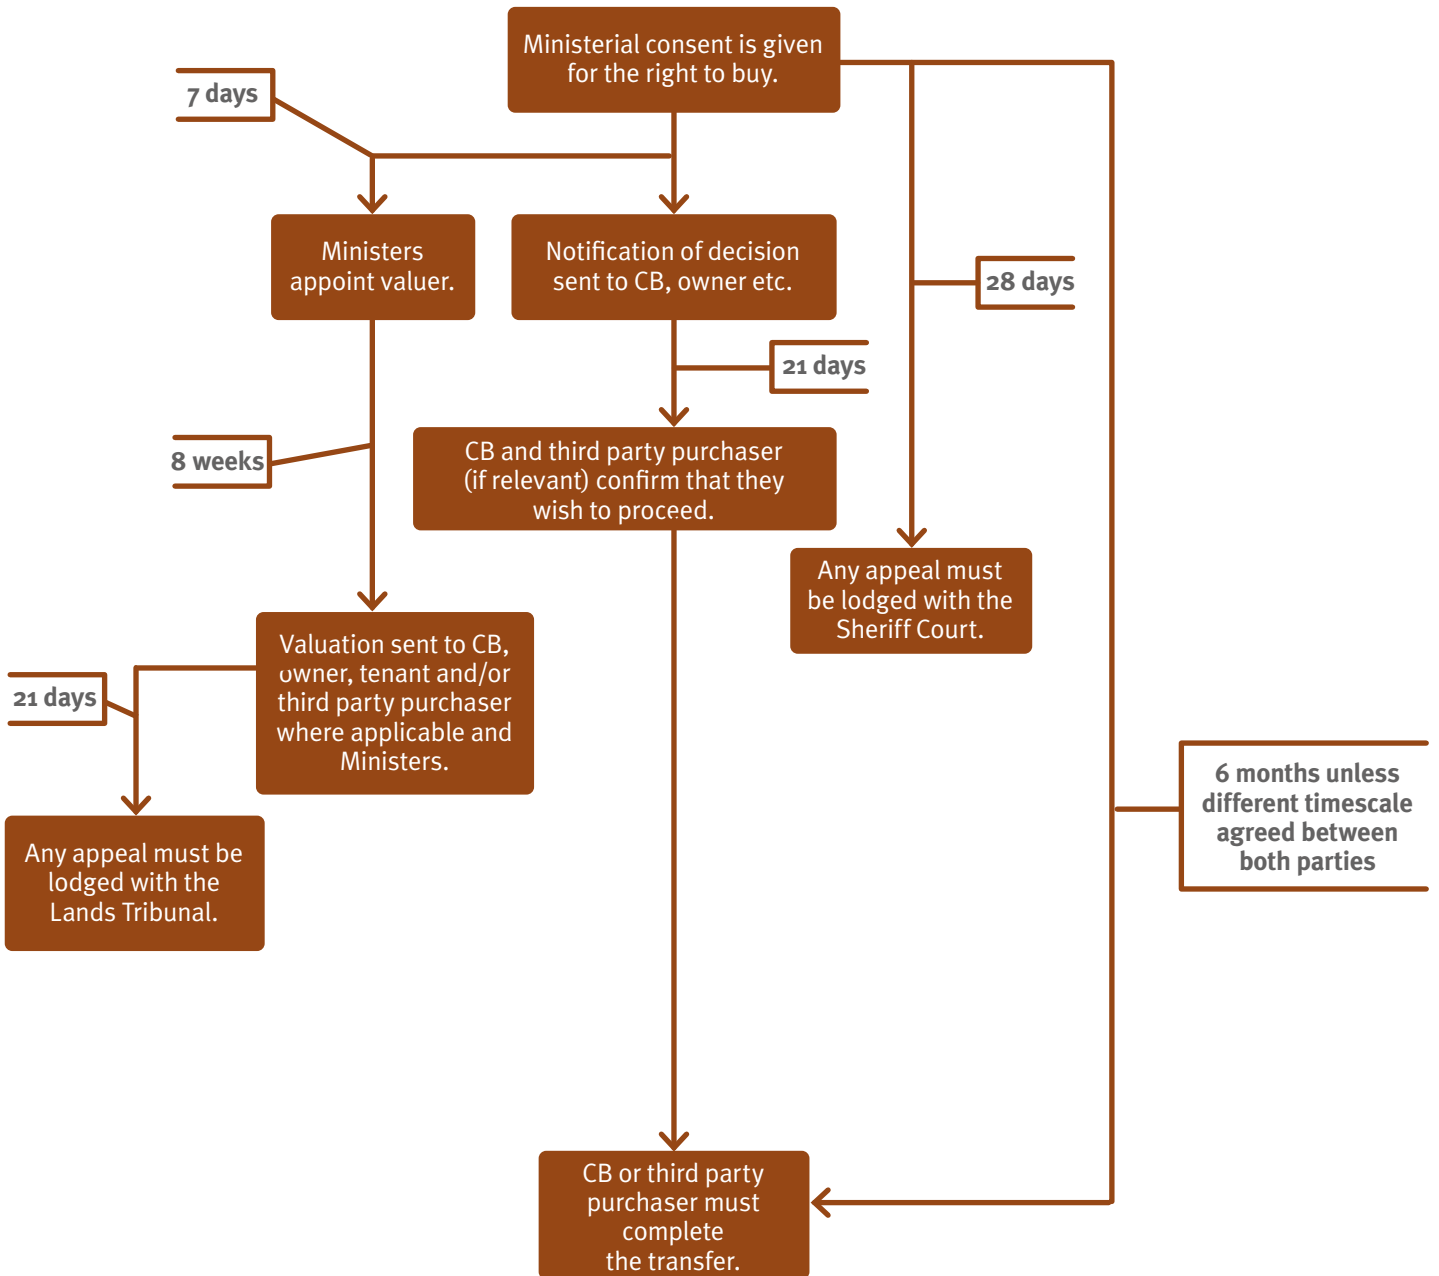 Ministerial consent is given
for the right to buy.
7 days
Ministers
appoint valuer.
Notification of decision
sent to CB, owner etc.
28 days
21 days
8 weeks
CB and third party purchaser
(if relevant) confirm that they
wish to proceed.
Any appeal must
be lodged with the
Sheriff Court.
Valuation sent to CB,
owner, tenant and/or
third party purchaser
where applicable and
Ministers.
21 days
Any appeal must be
lodged with the
Lands Tribunal.
6 months unless
different timescale
agreed between
both parties
CB or third party
purchaser must
complete
the transfer.